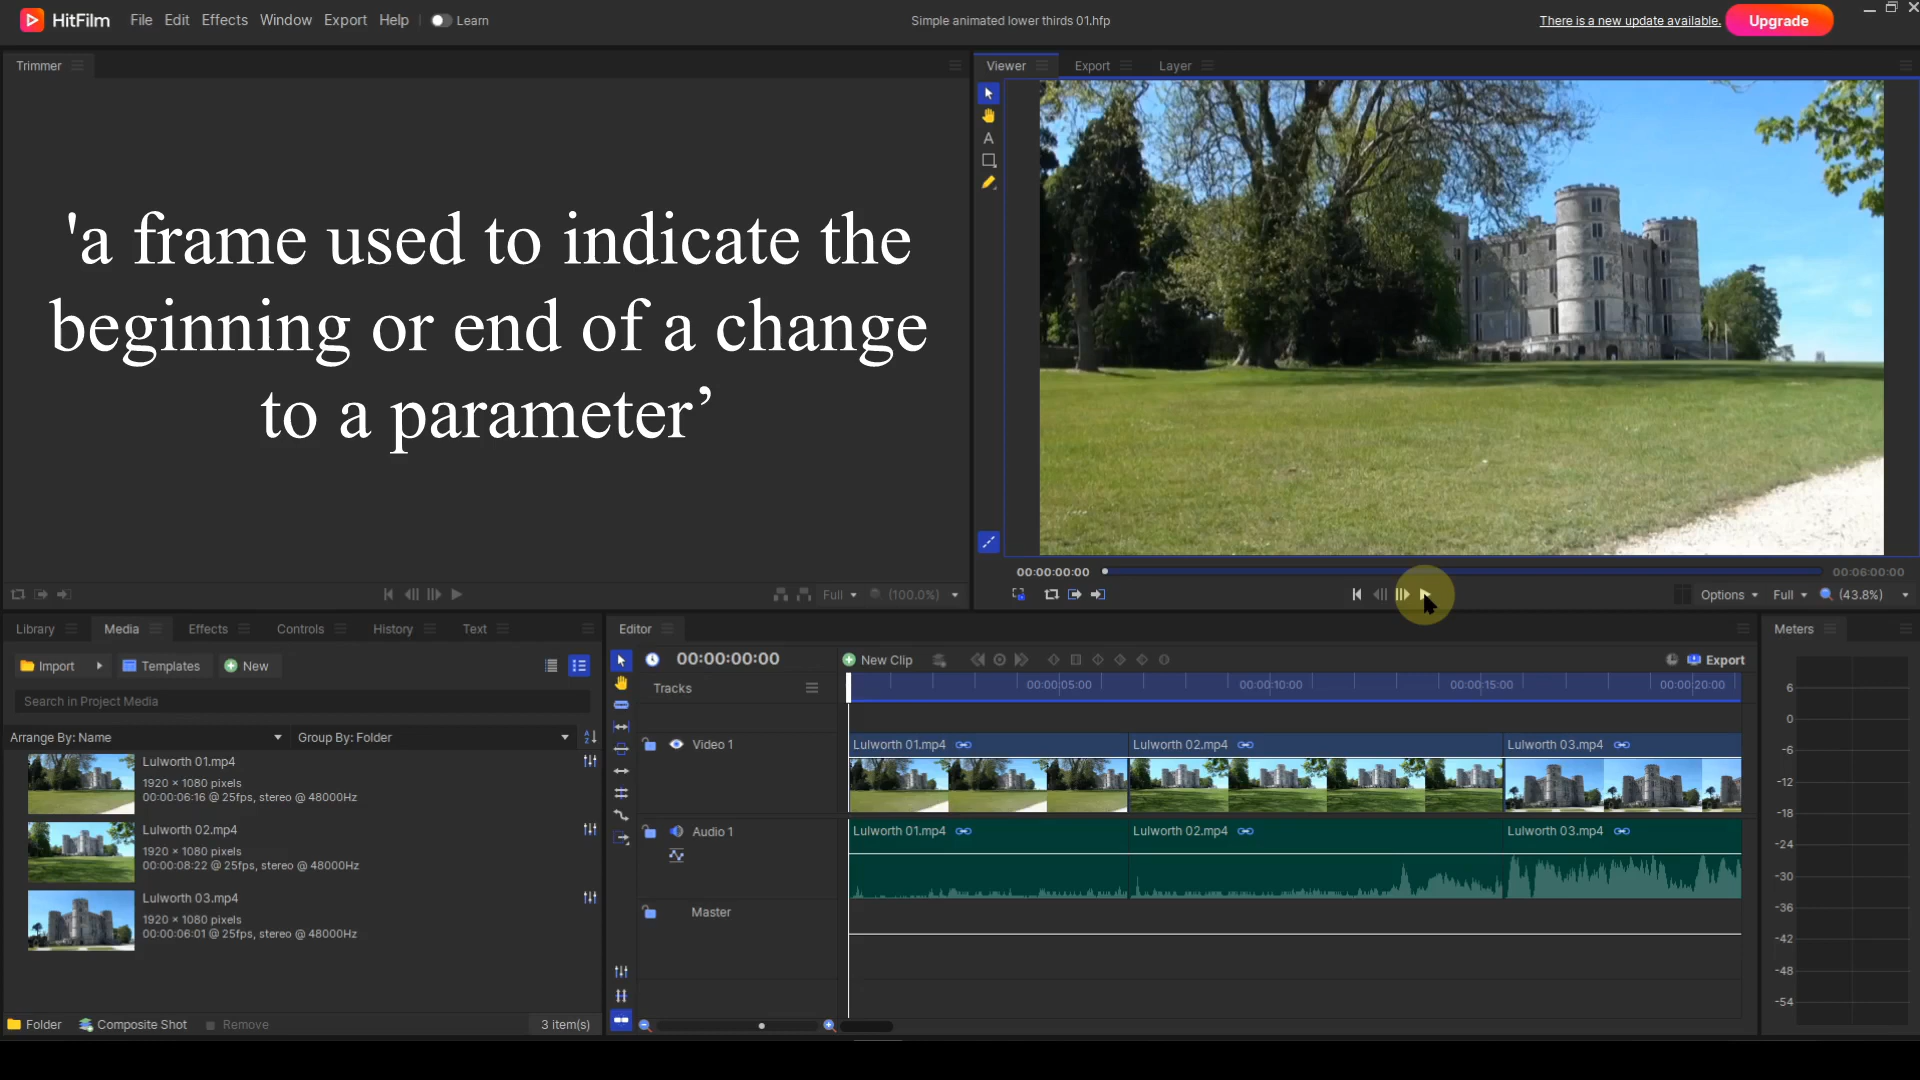 HitFilm File Edit Effects Window Export Help Learn
Simple animated lower thirds 01.hfp
There is a new update available. Upgrade
Trimmer
Viewer Export Layer
'a frame used to indicate the
beginning or end of a change
to a parameter’
00:00:00:00
00:06:00:00
Full (100.0%)
Options Full (43.8%)
Library Media Effects Controls History Text
Import Templates New
Search in Project Media
Arrange By: Name Group By: Folder
Lulworth 01.mp4
1920 × 1080 pixels
00:00:06:16 @ 25fps, stereo @ 48000Hz
Lulworth 02.mp4
1920 × 1080 pixels
00:00:08:22 @ 25fps, stereo @ 48000Hz
Lulworth 03.mp4
1920 × 1080 pixels
00:00:06:01 @ 25fps, stereo @ 48000Hz
Folder Composite Shot Remove 3 item(s)
Editor
00:00:00:00 New Clip Export
Tracks 00:00:05:00 00:00:10:00 00:00:15:00 00:00:20:00
Video 1 Lulworth 01.mp4 Lulworth 02.mp4 Lulworth 03.mp4
Audio 1 Lulworth 01.mp4 Lulworth 02.mp4 Lulworth 03.mp4
Master
Meters
6
0
-6
-12
-18
-24
-30
-36
-42
-48
-54